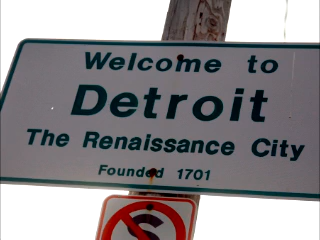 Welcome to
Detroit
The Renaissance City
Founded 1701